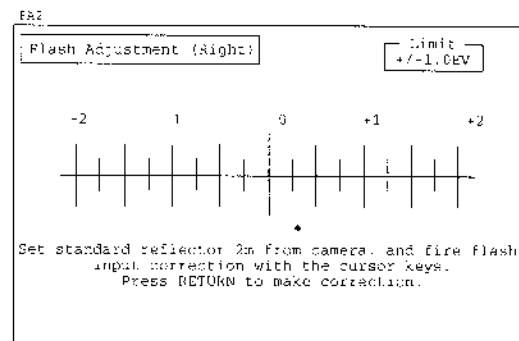 FAZ
Flash Adjustment (Right)
Limit
+/-1.0EV
-2 1 0 +1 +2
Set standard reflector 2m from camera, and fire flash
input correction with the cursor keys.
Press RETURN to make correction.